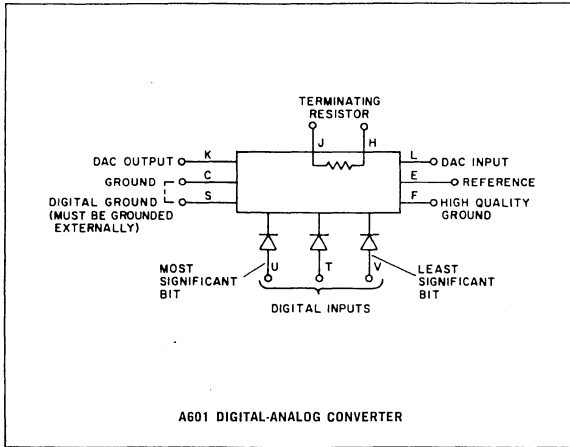 TERMINATING
RESISTOR
J H
DAC OUTPUT K L DAC INPUT
GROUND C E REFERENCE
DIGITAL GROUND S F HIGH QUALITY
(MUST BE GROUNDED GROUND
EXTERNALLY)
MOST
SIGNIFICANT
BIT
U T V
LEAST
SIGNIFICANT
BIT
DIGITAL INPUTS
A601 DIGITAL-ANALOG CONVERTER